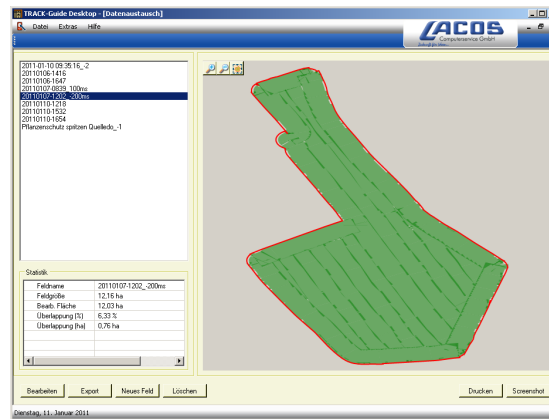 TRACK-Guide Desktop - [Datenaustausch]
Datei Extras Hilfe
LACOS
Computerservice GmbH
2011-01-10 09:35:16_-2
20110106-1416
20110106-1647
20110107-0839_100ms
20110107-1202_-200ms
20110110-1218
20110110-1532
20110110-1654
Pflanzenschutz spritzen Quelledo_-1
Statistik
Feldname 20110107-1202_-200ms
Feldgröße 12,16 ha
Bearb. Fläche 12,03 ha
Überlappung (%) 6,33 %
Überlappung (ha) 0,76 ha
Bearbeiten Export Neues Feld Löschen Drucken Screenshot
Dienstag, 11. Januar 2011